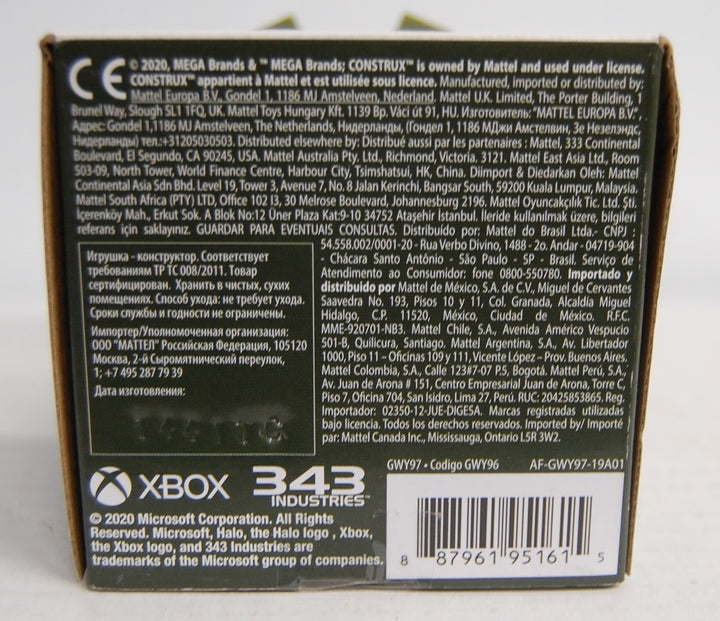 CE © 2020, MEGA Brands & ™ MEGA Brands; CONSTRUX™ is owned by Mattel and used under license.
CONSTRUX™ appartient à Mattel et est utilisée sous licence. Manufactured, imported or distributed by:
Mattel Europa B.V., Gondel 1, 1186 MJ Amstelveen, Nederland. Mattel U.K. Limited, The Porter Building, 1
Brunel Way, Slough SL1 1FQ, UK. Mattel Toys Hungary Kft. 1139 Bp. Váci út 91, HU. Изготовитель: "MATTEL EUROPA B.V.",
Адрес: Gondel 1,1186 MJ Amstelveen, The Netherlands, Нидерланды, (Гондел 1, 1186 МДжи Амстелвин, Зе Незелэндс,
Нидерланды) тел.:+31205030503. Distributed elsewhere by: Distribué aussi par les partenaires : Mattel, 333 Continental
Boulevard, El Segundo, CA 90245, USA. Mattel Australia Pty. Ltd., Richmond, Victoria. 3121. Mattel East Asia Ltd., Room
503-09, North Tower, World Finance Centre, Harbour City, Tsimshatsui, HK, China. Diimport & Diedarkan Oleh: Mattel
Continental Asia Sdn Bhd. Level 19, Tower 3, Avenue 7, No. 8 Jalan Kerinchi, Bangsar South, 59200 Kuala Lumpur, Malaysia.
Mattel South Africa (PTY) LTD, Office 102 I3, 30 Melrose Boulevard, Johannesburg 2196. Mattel Oyuncakçılık Tic. Ltd. Şti.
İçerenköy Mah., Erkut Sok. A Blok No:12 Üner Plaza Kat:9-10 34752 Ataşehir İstanbul. İleride kullanılmak üzere, bilgileri
referans için saklayınız. GUARDAR PARA EVENTUAIS CONSULTAS. Distribuído por: Mattel do Brasil Ltda.- CNPJ :
54.558.002/0001-20 - Rua Verbo Divino, 1488 - 2o. Andar - 04719-904
- Chácara Santo Antônio - São Paulo - SP - Brasil. Serviço de
Atendimento ao Consumidor: fone 0800-550780. Importado y
distribuido por Mattel de México, S.A. de C.V., Miguel de Cervantes
Saavedra No. 193, Pisos 10 y 11, Col. Granada, Alcaldía Miguel
Hidalgo, C.P. 11520, México, Ciudad de México. R.F.C.
MME-920701-NB3. Mattel Chile, S.A., Avenida Américo Vespucio
501-B, Quilicura, Santiago. Mattel Argentina, S.A., Av. Libertador
1000, Piso 11 – Oficinas 109 y 111, Vicente López – Prov. Buenos Aires.
Mattel Colombia, S.A., Calle 123#7-07 P.5, Bogotá. Mattel Perú, S.A.,
Av. Juan de Arona # 151, Centro Empresarial Juan de Arona, Torre C,
Piso 7, Oficina 704, San Isidro, Lima 27, Perú. RUC: 20425853865. Reg.
Importador: 02350-12-JUE-DIGESA. Marcas registradas utilizadas
bajo licencia. Todos los derechos reservados. Imported by/ Importé
par: Mattel Canada Inc., Mississauga, Ontario L5R 3W2.
Игрушка - конструктор. Соответствует
требованиям ТР ТС 008/2011. Товар
сертифицирован. Хранить в чистых, сухих
помещениях. Способ ухода: не требует ухода.
Сроки службы и годности не ограничены.
Импортер/Уполномоченная организация:
ООО "МАТТЕЛ" Российская Федерация, 105120
Москва, 2-й Сыромятнический переулок,
1; +7 495 287 79 39
Дата изготовления:
GWY97 • Codigo GWY96 AF-GWY97-19A01
XBOX 343 INDUSTRIES™
© 2020 Microsoft Corporation. All Rights
Reserved. Microsoft, Halo, the Halo logo , Xbox,
the Xbox logo, and 343 Industries are
trademarks of the Microsoft group of companies.
8 87961 95161 5